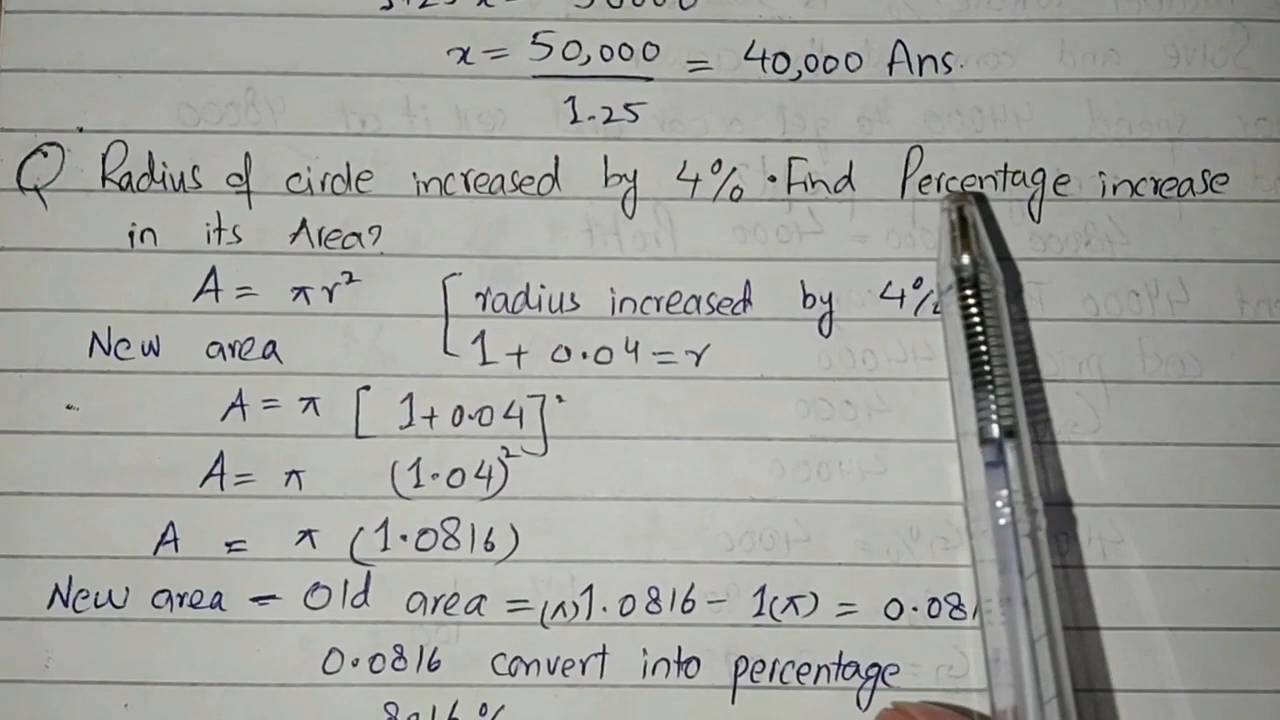 x = 50,000 / 1.25 = 40,000 Ans.
Q Radius of circle increased by 4%. Find Percentage increase
in its Area?
A = πr² [ radius increased by 4%
New area 1 + 0.04 = r
A = π [ 1 + 0.04 ]²
A = π (1.04)²
A = π (1.0816)
New area - Old area = (π)1.0816 - 1(π) = 0.081
0.0816 convert into percentage